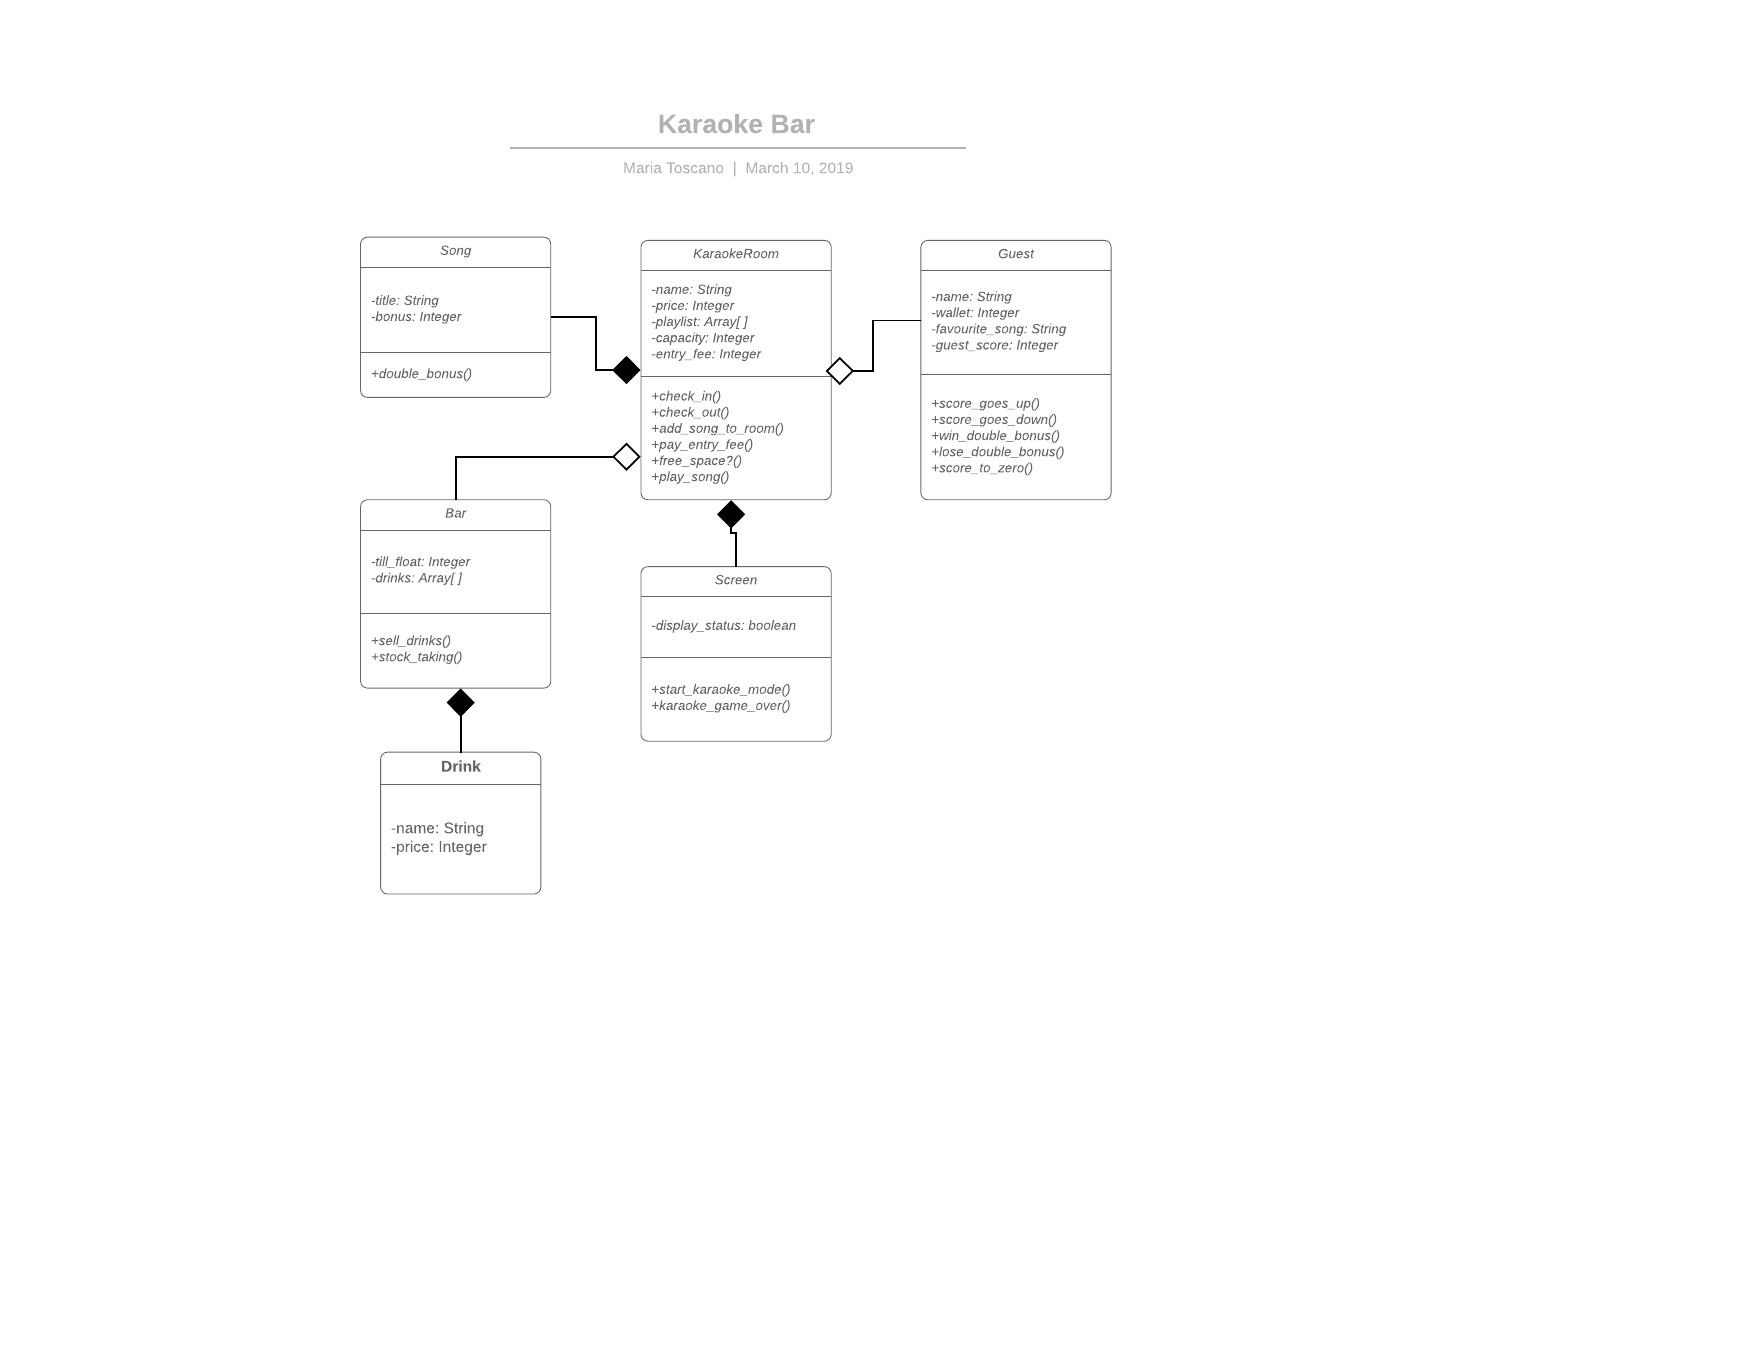 Karaoke Bar
Maria Toscano | March 10, 2019
Song
-title: String
-bonus: Integer
+double_bonus()
KaraokeRoom
-name: String
-price: Integer
-playlist: Array[ ]
-capacity: Integer
-entry_fee: Integer
+check_in()
+check_out()
+add_song_to_room()
+pay_entry_fee()
+free_space?()
+play_song()
Guest
-name: String
-wallet: Integer
-favourite_song: String
-guest_score: Integer
+score_goes_up()
+score_goes_down()
+win_double_bonus()
+lose_double_bonus()
+score_to_zero()
Bar
-till_float: Integer
-drinks: Array[ ]
+sell_drinks()
+stock_taking()
Screen
-display_status: boolean
+start_karaoke_mode()
+karaoke_game_over()
Drink
-name: String
-price: Integer